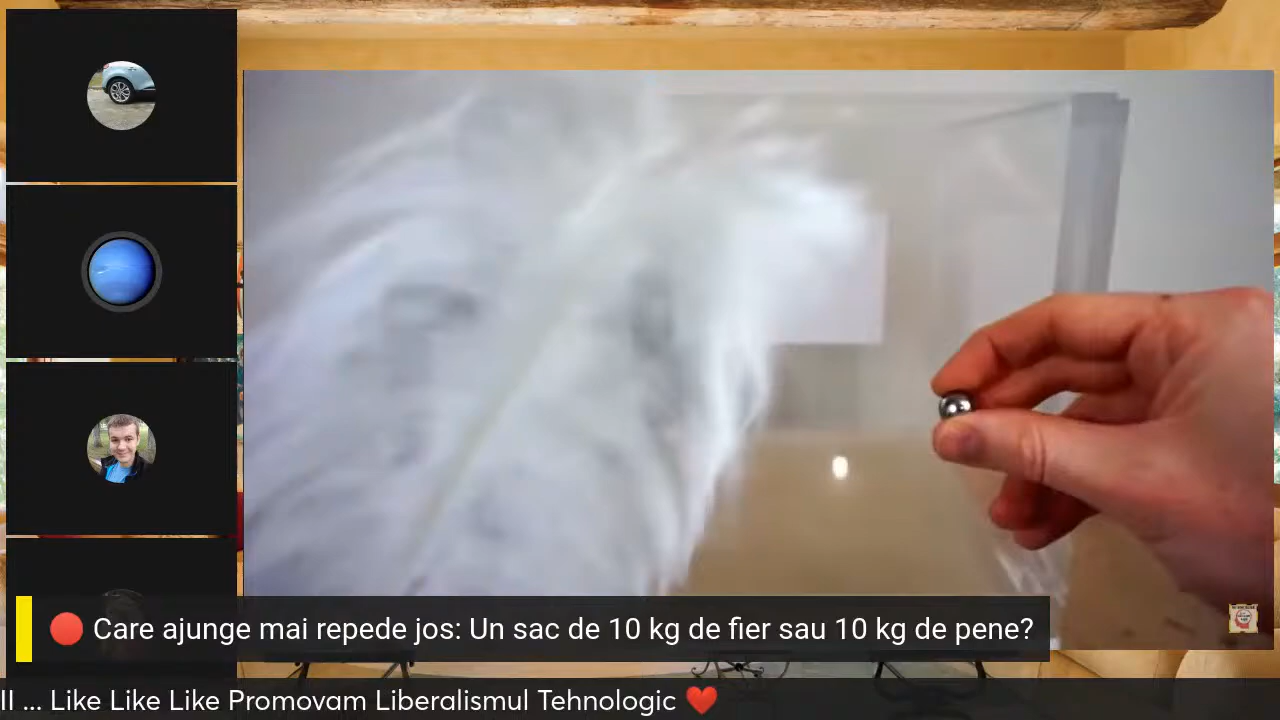 🔴 Care ajunge mai repede jos: Un sac de 10 kg de fier sau 10 kg de pene?
II ... Like Like Like Promovam Liberalismul Tehnologic ❤️